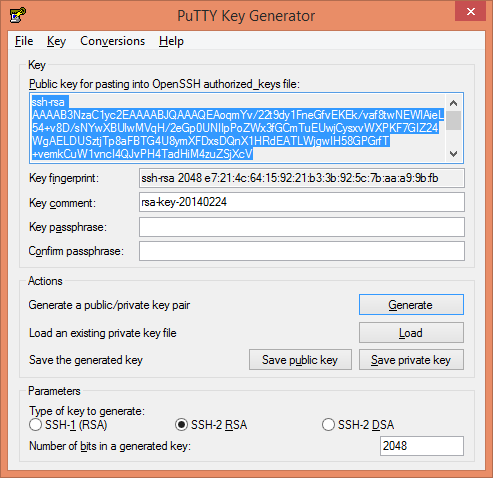 PuTTY Key Generator
File Key Conversions Help
Key
Public key for pasting into OpenSSH authorized_keys file:
ssh-rsa
AAAAB3NzaC1yc2EAAAABJQAAAQEAoqmYv/22t9dy1FneGfvEKEk/vaf8twNEWIAieL
54+v8D/sNYwXBUlwMVqH/2eGp0UNIlpPoZWx3fGCmTuEUwjCysxvWXPKF7GIZ24
WgAELDUSztjTp8aFBTG4U8ymXFDxsDQnX1HRdEATLWjgwIH58GPGrfT
+vemkCuW1vncI4QJvPH4TadHiM4zuZSjXcV
Key fingerprint: ssh-rsa 2048 e7:21:4c:64:15:92:21:b3:3b:92:5c:7b:aa:a9:9b:fb
Key comment: rsa-key-20140224
Key passphrase:
Confirm passphrase:
Actions
Generate a public/private key pair Generate
Load an existing private key file Load
Save the generated key Save public key Save private key
Parameters
Type of key to generate:
SSH-1 (RSA) SSH-2 RSA SSH-2 DSA
Number of bits in a generated key: 2048